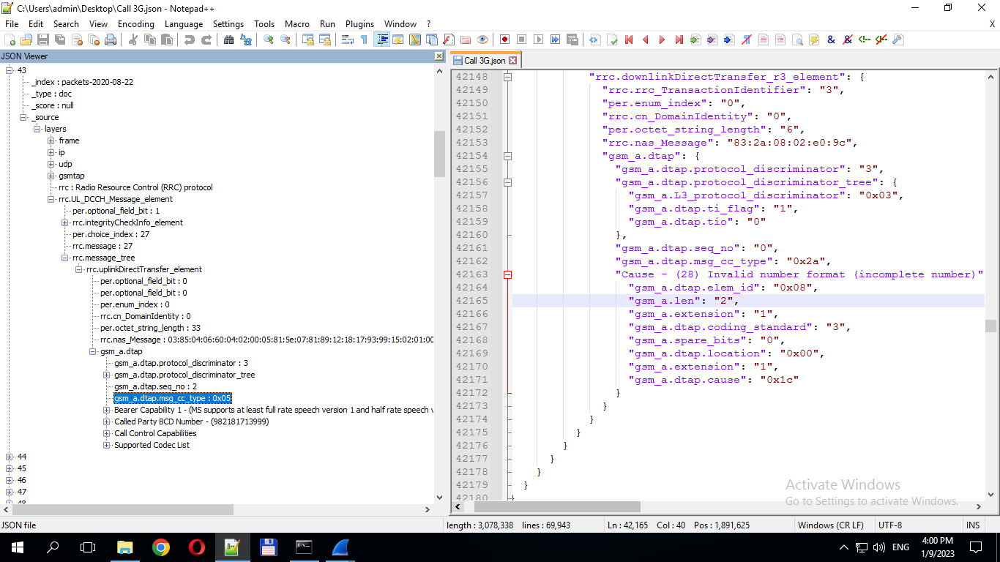 C:\Users\admin\Desktop\Call 3G.json - Notepad++
File Edit Search View Encoding Language Settings Tools Macro Run Plugins Window ? X
JSON Viewer
43
_index : packets-2020-08-22
_type : doc
_score : null
_source
layers
frame
ip
udp
gsmtap
rrc : Radio Resource Control (RRC) protocol
rrc.UL_DCCH_Message_element
per.optional_field_bit : 1
rrc.integrityCheckInfo_element
per.choice_index : 27
rrc.message : 27
rrc.message_tree
rrc.uplinkDirectTransfer_element
per.optional_field_bit : 0
per.optional_field_bit : 0
per.enum_index : 0
rrc.cn_DomainIdentity : 0
per.octet_string_length : 33
rrc.nas_Message : 03:85:04:06:60:04:02:00:05:81:5e:07:81:89:12:18:17:93:99:15:02:01:00
gsm_a.dtap
gsm_a.dtap.protocol_discriminator : 3
gsm_a.dtap.protocol_discriminator_tree
gsm_a.dtap.seq_no : 2
gsm_a.dtap.msg_cc_type : 0x05
Bearer Capability 1 - (MS supports at least full rate speech version 1 and half rate speech v
Called Party BCD Number - (982181713999)
Call Control Capabilities
Supported Codec List
44
45
46
47
48
Call 3G.json
42148 "rrc.downlinkDirectTransfer_r3_element": {
42149 "rrc.rrc_TransactionIdentifier": "3",
42150 "per.enum_index": "0",
42151 "rrc.cn_DomainIdentity": "0",
42152 "per.octet_string_length": "6",
42153 "rrc.nas_Message": "83:2a:08:02:e0:9c",
42154 "gsm_a.dtap": {
42155 "gsm_a.dtap.protocol_discriminator": "3",
42156 "gsm_a.dtap.protocol_discriminator_tree": {
42157 "gsm_a.L3_protocol_discriminator": "0x03",
42158 "gsm_a.dtap.ti_flag": "1",
42159 "gsm_a.dtap.tio": "0"
42160 },
42161 "gsm_a.dtap.seq_no": "0",
42162 "gsm_a.dtap.msg_cc_type": "0x2a",
42163 "Cause - (28) Invalid number format (incomplete number)"
42164 "gsm_a.dtap.elem_id": "0x08",
42165 "gsm_a.len": "2",
42166 "gsm_a.extension": "1",
42167 "gsm_a.dtap.coding_standard": "3",
42168 "gsm_a.spare_bits": "0",
42169 "gsm_a.dtap.location": "0x00",
42170 "gsm_a.extension": "1",
42171 "gsm_a.dtap.cause": "0x1c"
42172 }
42173 }
42174 }
42175 }
42176 }
42177 }
42178 }
42179 }
42180
Activate Windows
Go to Settings to activate Windows.
JSON file length : 3,078,338 lines : 69,943 Ln : 42,165 Col : 40 Pos : 1,891,625 Windows (CR LF) UTF-8 INS
ENG
4:00 PM
1/9/2023